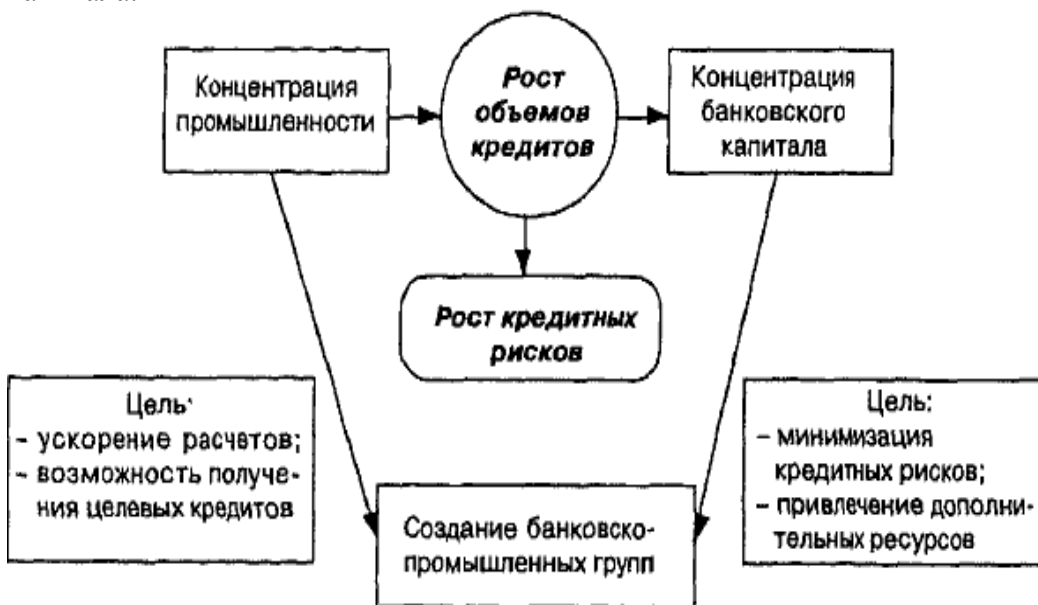 Концентрация
промышленности
Рост
объемов
кредитов
Концентрация
банковского
капитала
Рост кредитных
рисков
Цель:
– ускорение расчетов;
– возможность получе-
ния целевых кредитов
Цель:
– минимизация
кредитных рисков;
– привлечение дополни-
тельных ресурсов
Создание банковско-
промышленных групп